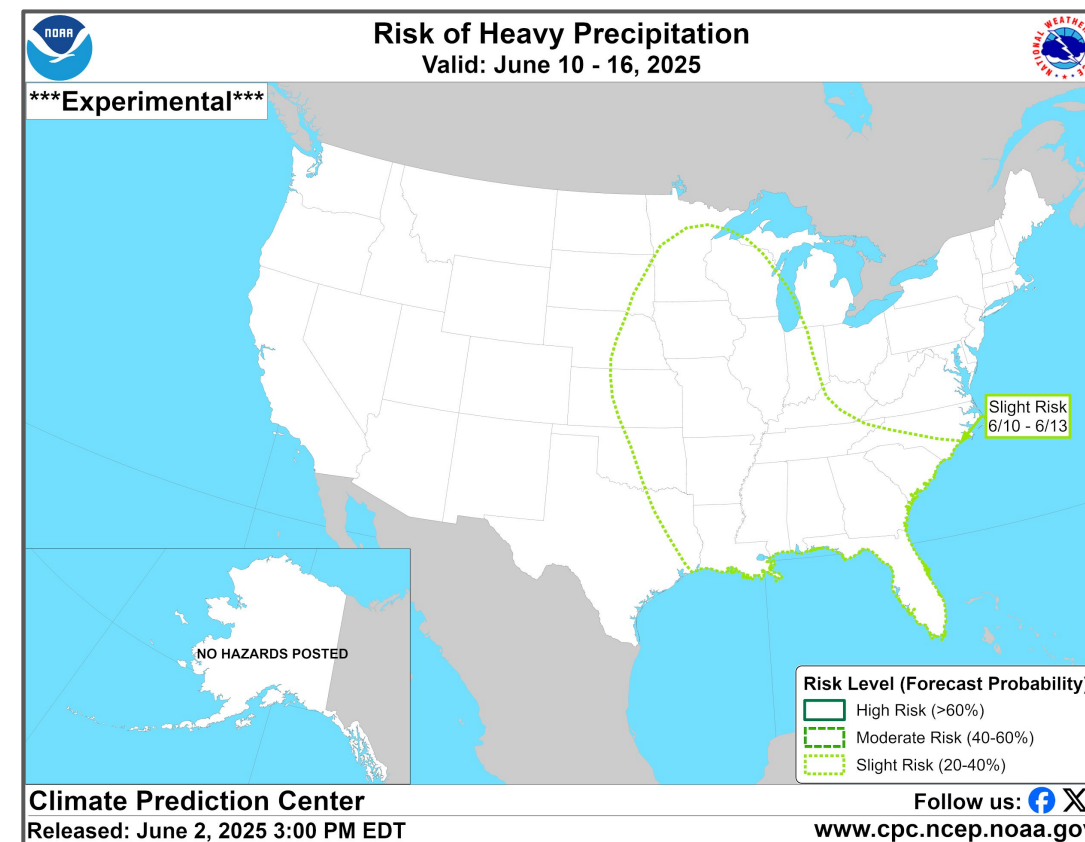 NOAA
Risk of Heavy Precipitation
Valid: June 10 - 16, 2025
***Experimental***
Slight Risk
6/10 - 6/13
NO HAZARDS POSTED
Risk Level (Forecast Probability)
High Risk (>60%)
Moderate Risk (40-60%)
Slight Risk (20-40%)
Climate Prediction Center
Follow us:
Released: June 2, 2025 3:00 PM EDT
www.cpc.ncep.noaa.gov